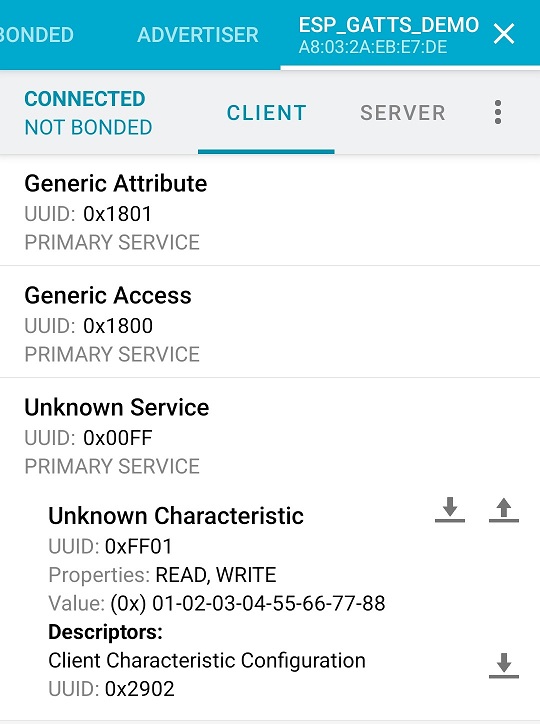 BONDED ADVERTISER ESP_GATTS_DEMO
A8:03:2A:EB:E7:DE
CONNECTED
NOT BONDED
CLIENT SERVER
Generic Attribute
UUID: 0x1801
PRIMARY SERVICE
Generic Access
UUID: 0x1800
PRIMARY SERVICE
Unknown Service
UUID: 0x00FF
PRIMARY SERVICE
Unknown Characteristic
UUID: 0xFF01
Properties: READ, WRITE
Value: (0x) 01-02-03-04-55-66-77-88
Descriptors:
Client Characteristic Configuration
UUID: 0x2902